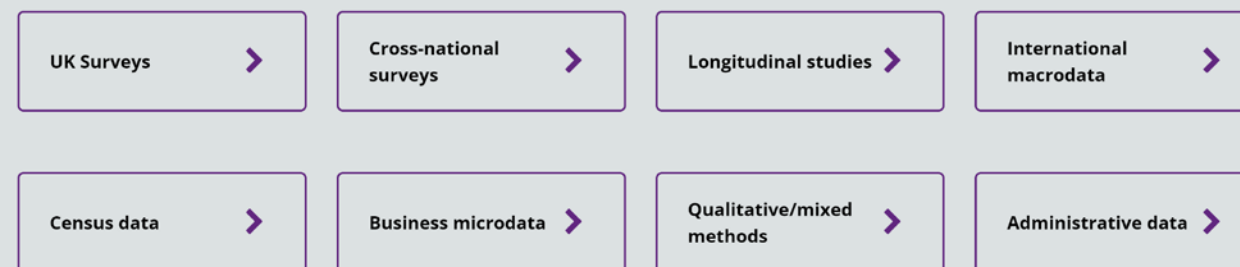 UK Surveys
Cross-national
surveys
Longitudinal studies
International
macrodata
Census data
Business microdata
Qualitative/mixed
methods
Administrative data